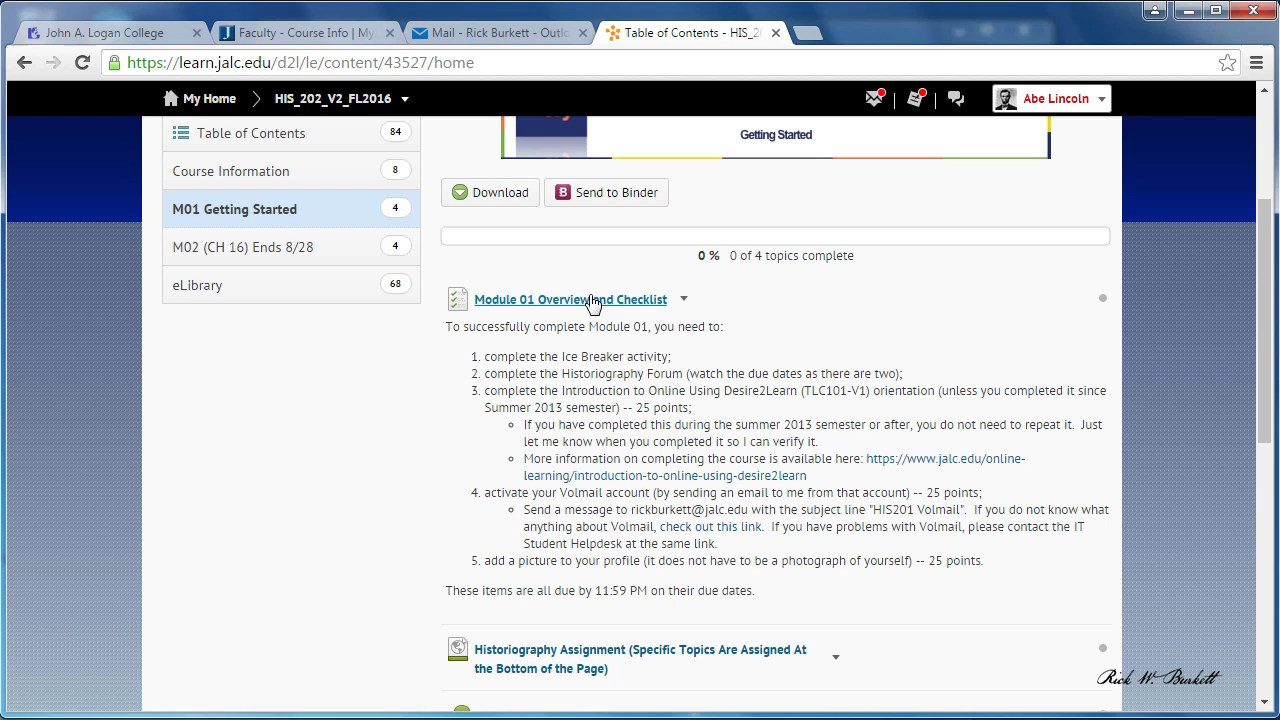 John A. Logan College
Faculty - Course Info | My
Mail - Rick Burkett - Outlo
Table of Contents - HIS_20
https://learn.jalc.edu/d2l/le/content/43527/home
My Home
HIS_202_V2_FL2016
Abe Lincoln
Table of Contents 84
Course Information 8
M01 Getting Started 4
M02 (CH 16) Ends 8/28 4
eLibrary 68
Getting Started
Download
Send to Binder
0 % 0 of 4 topics complete
Module 01 Overview and Checklist
To successfully complete Module 01, you need to:
1. complete the Ice Breaker activity;
2. complete the Historiography Forum (watch the due dates as there are two);
3. complete the Introduction to Online Using Desire2Learn (TLC101-V1) orientation (unless you completed it since
Summer 2013 semester) -- 25 points;
If you have completed this during the summer 2013 semester or after, you do not need to repeat it. Just
let me know when you completed it so I can verify it.
More information on completing the course is available here: https://www.jalc.edu/online-
learning/introduction-to-online-using-desire2learn
4. activate your Volmail account (by sending an email to me from that account) -- 25 points;
Send a message to rickburkett@jalc.edu with the subject line "HIS201 Volmail". If you do not know what
anything about Volmail, check out this link. If you have problems with Volmail, please contact the IT
Student Helpdesk at the same link.
5. add a picture to your profile (it does not have to be a photograph of yourself) -- 25 points.
These items are all due by 11:59 PM on their due dates.
Historiography Assignment (Specific Topics Are Assigned At
the Bottom of the Page)
Rick W. Burkett